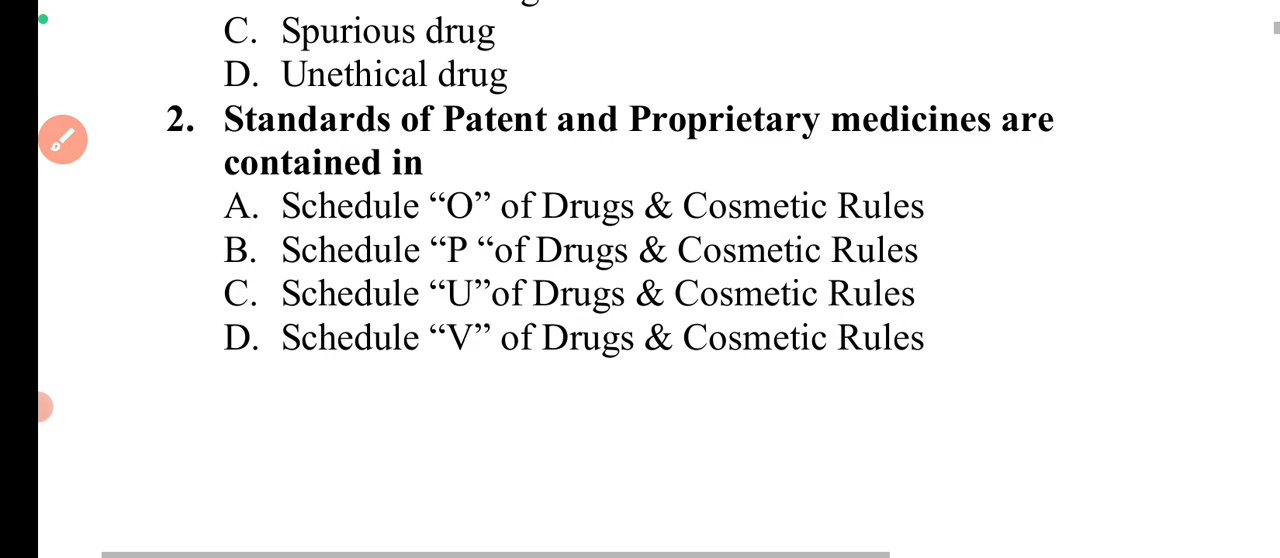 C. Spurious drug
D. Unethical drug
2. Standards of Patent and Proprietary medicines are
contained in
A. Schedule “O” of Drugs & Cosmetic Rules
B. Schedule “P “of Drugs & Cosmetic Rules
C. Schedule “U”of Drugs & Cosmetic Rules
D. Schedule “V” of Drugs & Cosmetic Rules